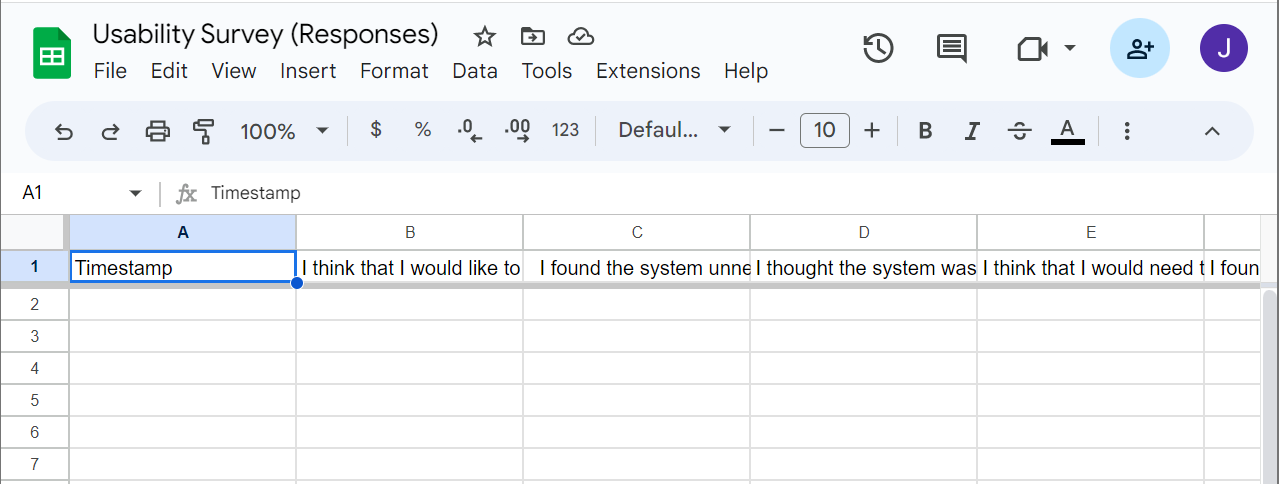 Usability Survey (Responses)
File Edit View Insert Format Data Tools Extensions Help
J
100% $ % .0 .00 123 Defaul... 10 B I S A
A1 fx Timestamp
A B C D E
1 Timestamp I think that I would like to I found the system unne I thought the system was I think that I would need t I foun
2
3
4
5
6
7